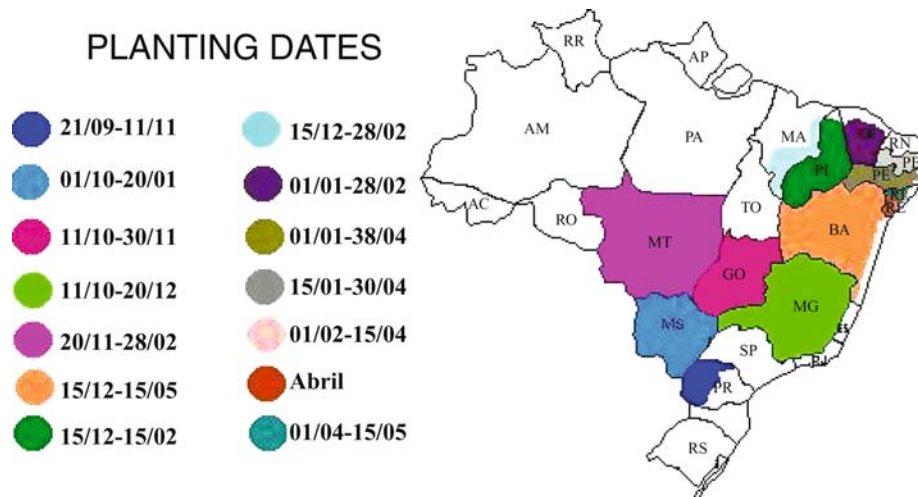 PLANTING DATES
21/09-11/11
01/10-20/01
11/10-30/11
11/10-20/12
20/11-28/02
15/12-15/05
15/12-15/02
15/12-28/02
01/01-28/02
01/01-38/04
15/01-30/04
01/02-15/04
Abril
01/04-15/05
RR
AP
AM
PA
MA
CE
RN
PI
PE
AC
RO
TO
MT
BA
GO
MG
MS
ES
SP
RJ
PR
RS